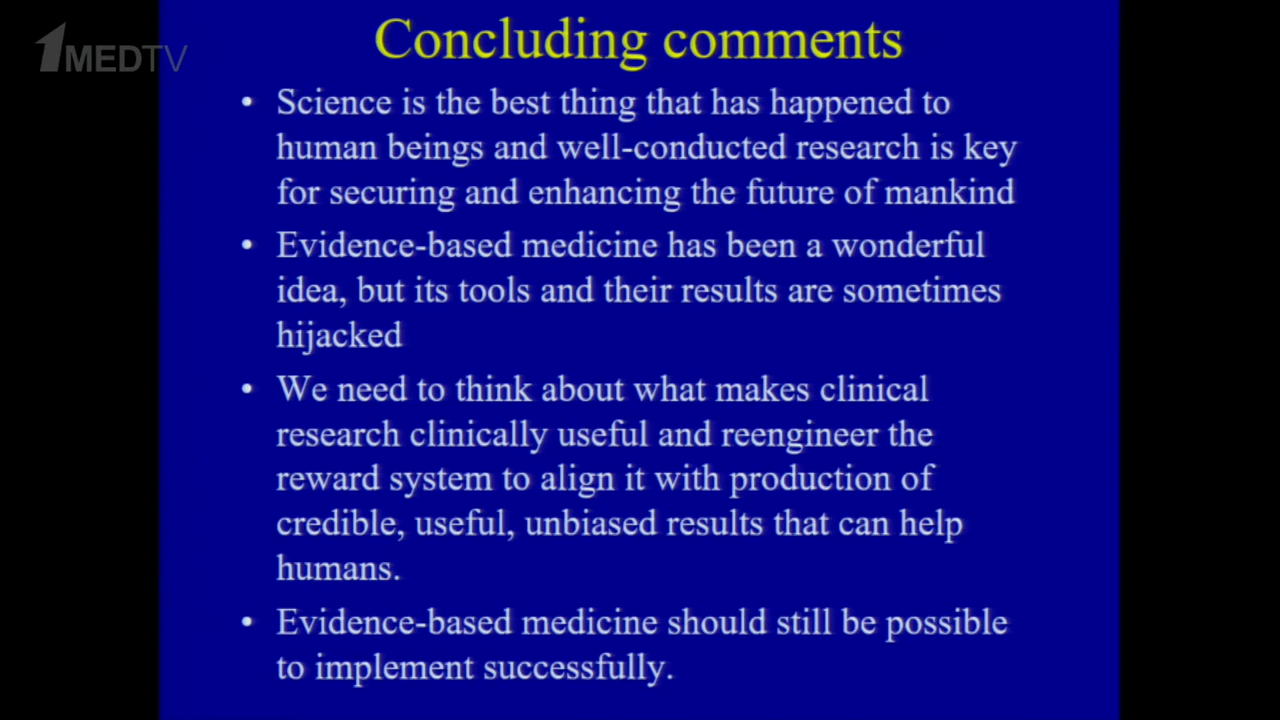 1MEDTV
Concluding comments
• Science is the best thing that has happened to
human beings and well-conducted research is key
for securing and enhancing the future of mankind
• Evidence-based medicine has been a wonderful
idea, but its tools and their results are sometimes
hijacked
• We need to think about what makes clinical
research clinically useful and reengineer the
reward system to align it with production of
credible, useful, unbiased results that can help
humans.
• Evidence-based medicine should still be possible
to implement successfully.